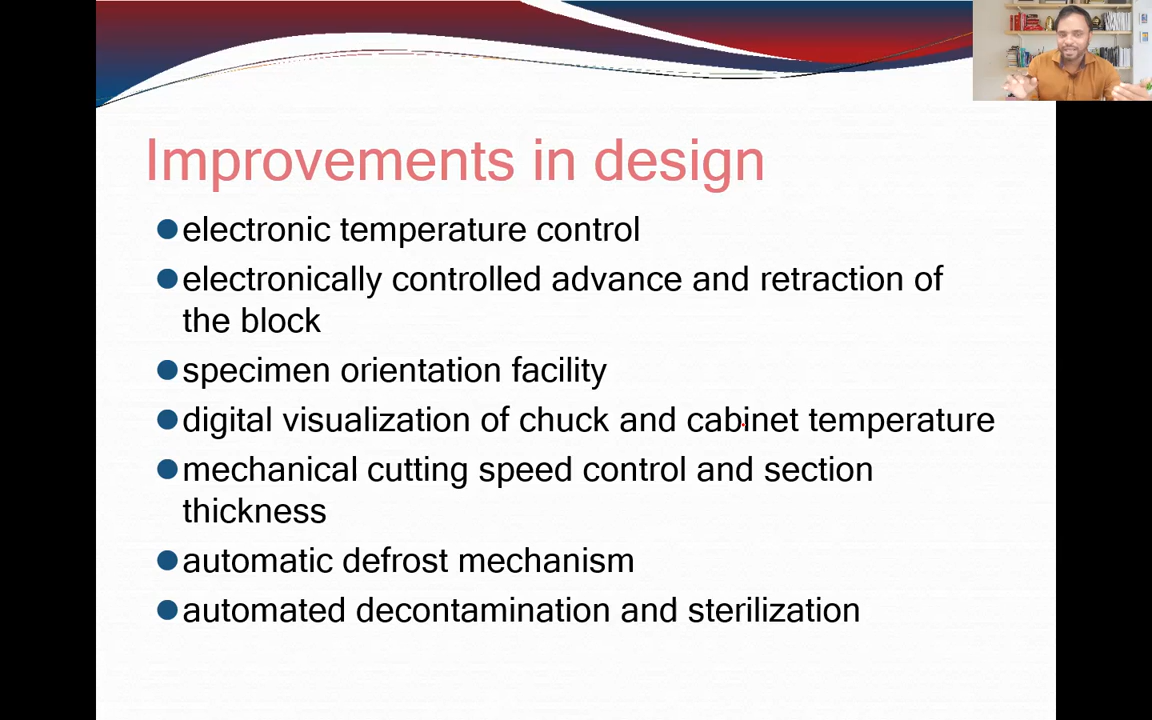 Improvements in design
electronic temperature control
electronically controlled advance and retraction of
the block
specimen orientation facility
digital visualization of chuck and cabinet temperature
mechanical cutting speed control and section
thickness
automatic defrost mechanism
automated decontamination and sterilization